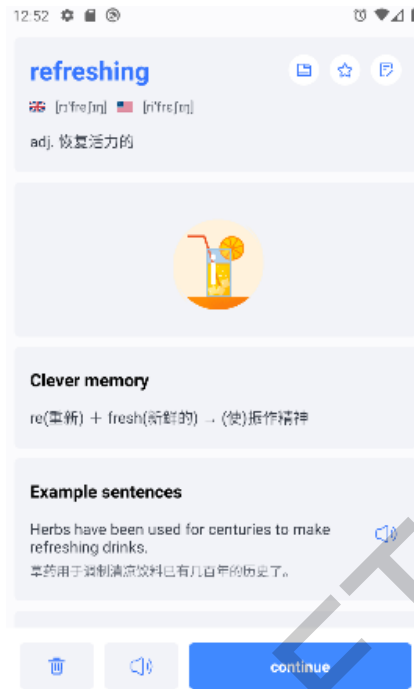 12:52
refreshing
[rɪ'freʃɪŋ] [rɪ'freʃɪŋ]
adj. 恢复活力的
Clever memory
re(重新) + fresh(新鲜的) → (使)振作精神
Example sentences
Herbs have been used for centuries to make
refreshing drinks.
草药用于调制清凉饮料已有几百年的历史了。
continue